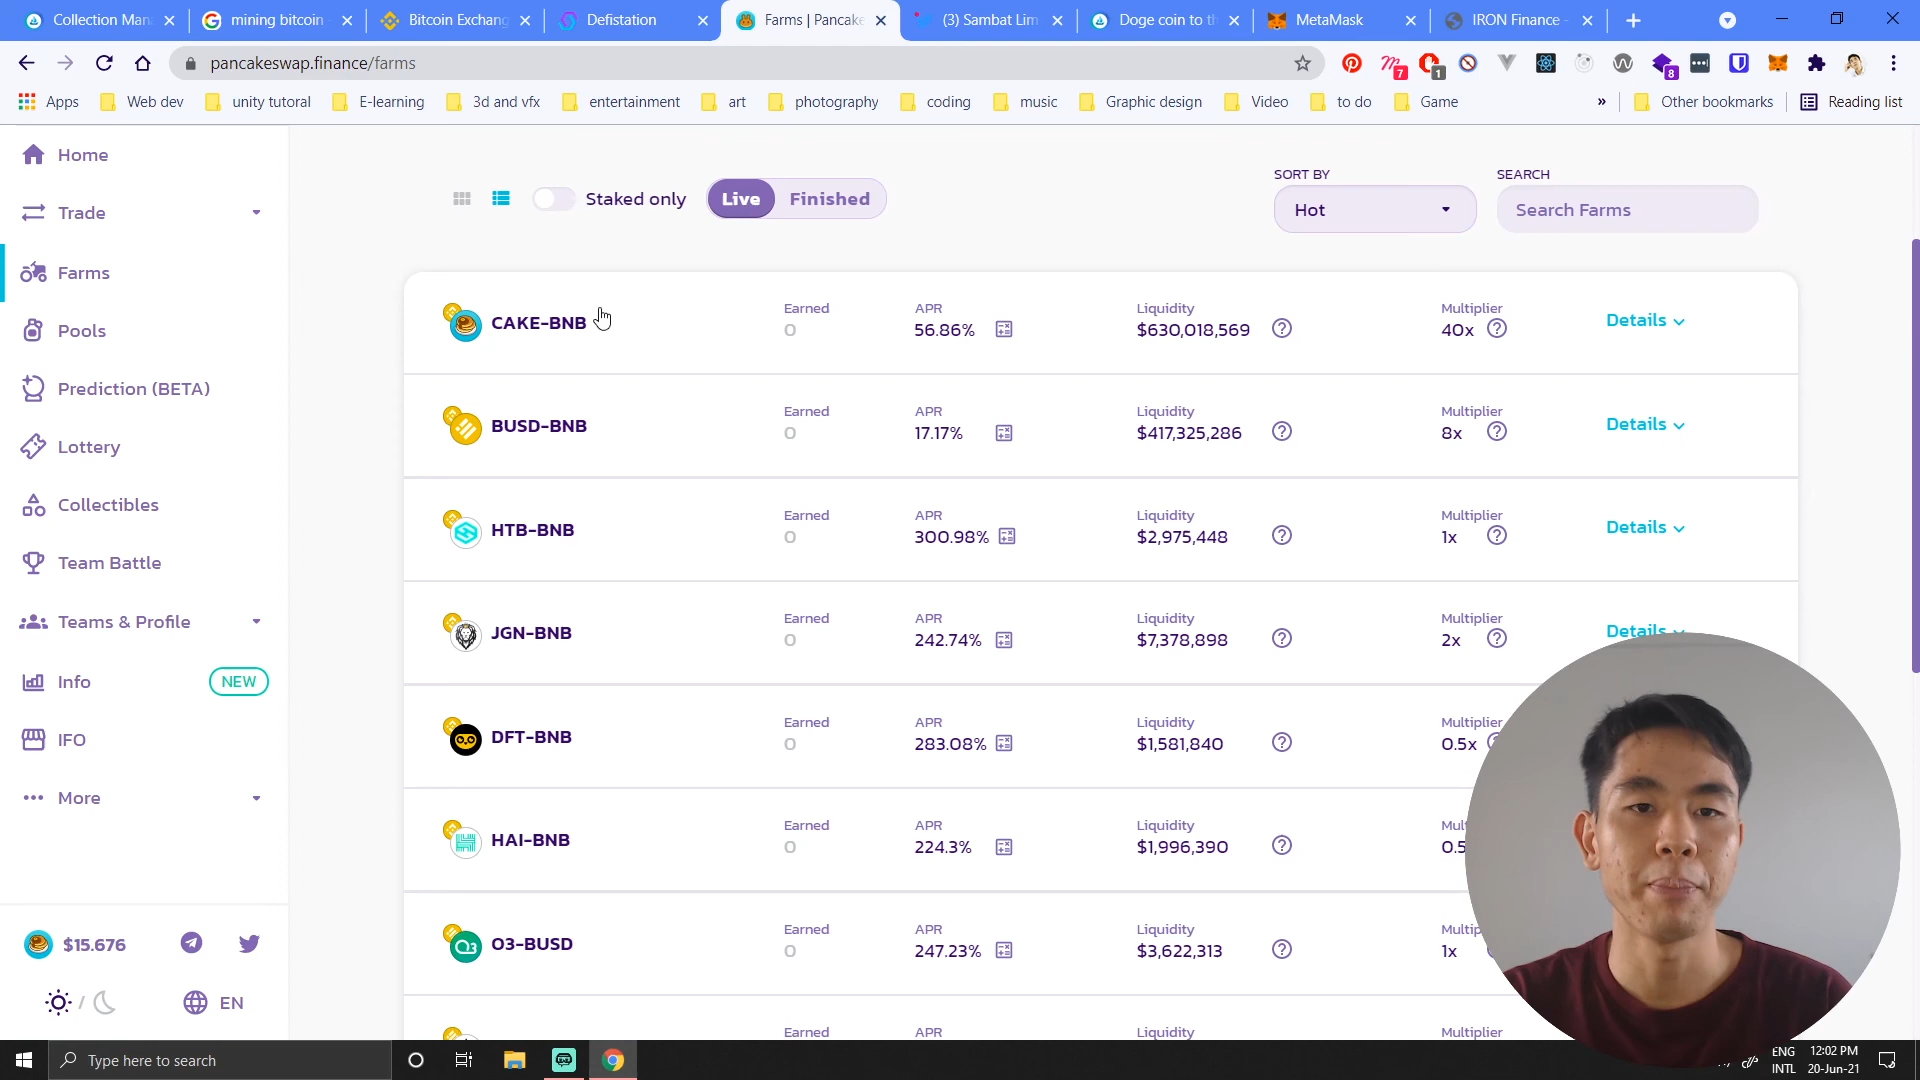 Collection Man
mining bitcoin
Bitcoin Exchang
Defistation
Farms | Pancake
(3) Sambat Lim
Doge coin to th
MetaMask
IRON Finance -
pancakeswap.finance/farms
7
1
8
Apps
Web dev
unity tutoral
E-learning
3d and vfx
entertainment
art
photography
coding
music
Graphic design
Video
to do
Game
»
Other bookmarks
Reading list
Home
Trade
Farms
Pools
Prediction (BETA)
Lottery
Collectibles
Team Battle
Teams & Profile
Info
NEW
IFO
More
$15.676
/
EN
Staked only
Live
Finished
SORT BY
Hot
SEARCH
Search Farms
CAKE-BNB
Earned
0
APR
56.86%
Liquidity
$630,018,569
Multiplier
40x
Details
BUSD-BNB
Earned
0
APR
17.17%
Liquidity
$417,325,286
Multiplier
8x
Details
HTB-BNB
Earned
0
APR
300.98%
Liquidity
$2,975,448
Multiplier
1x
Details
JGN-BNB
Earned
0
APR
242.74%
Liquidity
$7,378,898
Multiplier
2x
Details
DFT-BNB
Earned
0
APR
283.08%
Liquidity
$1,581,840
Multiplier
0.5x
HAI-BNB
Earned
0
APR
224.3%
Liquidity
$1,996,390
Mult
0.5
O3-BUSD
Earned
0
APR
247.23%
Liquidity
$3,622,313
Multip
1x
Earned
APR
Liquidity
Multiplier
Type here to search
ENG
INTL
12:02 PM
20-Jun-21